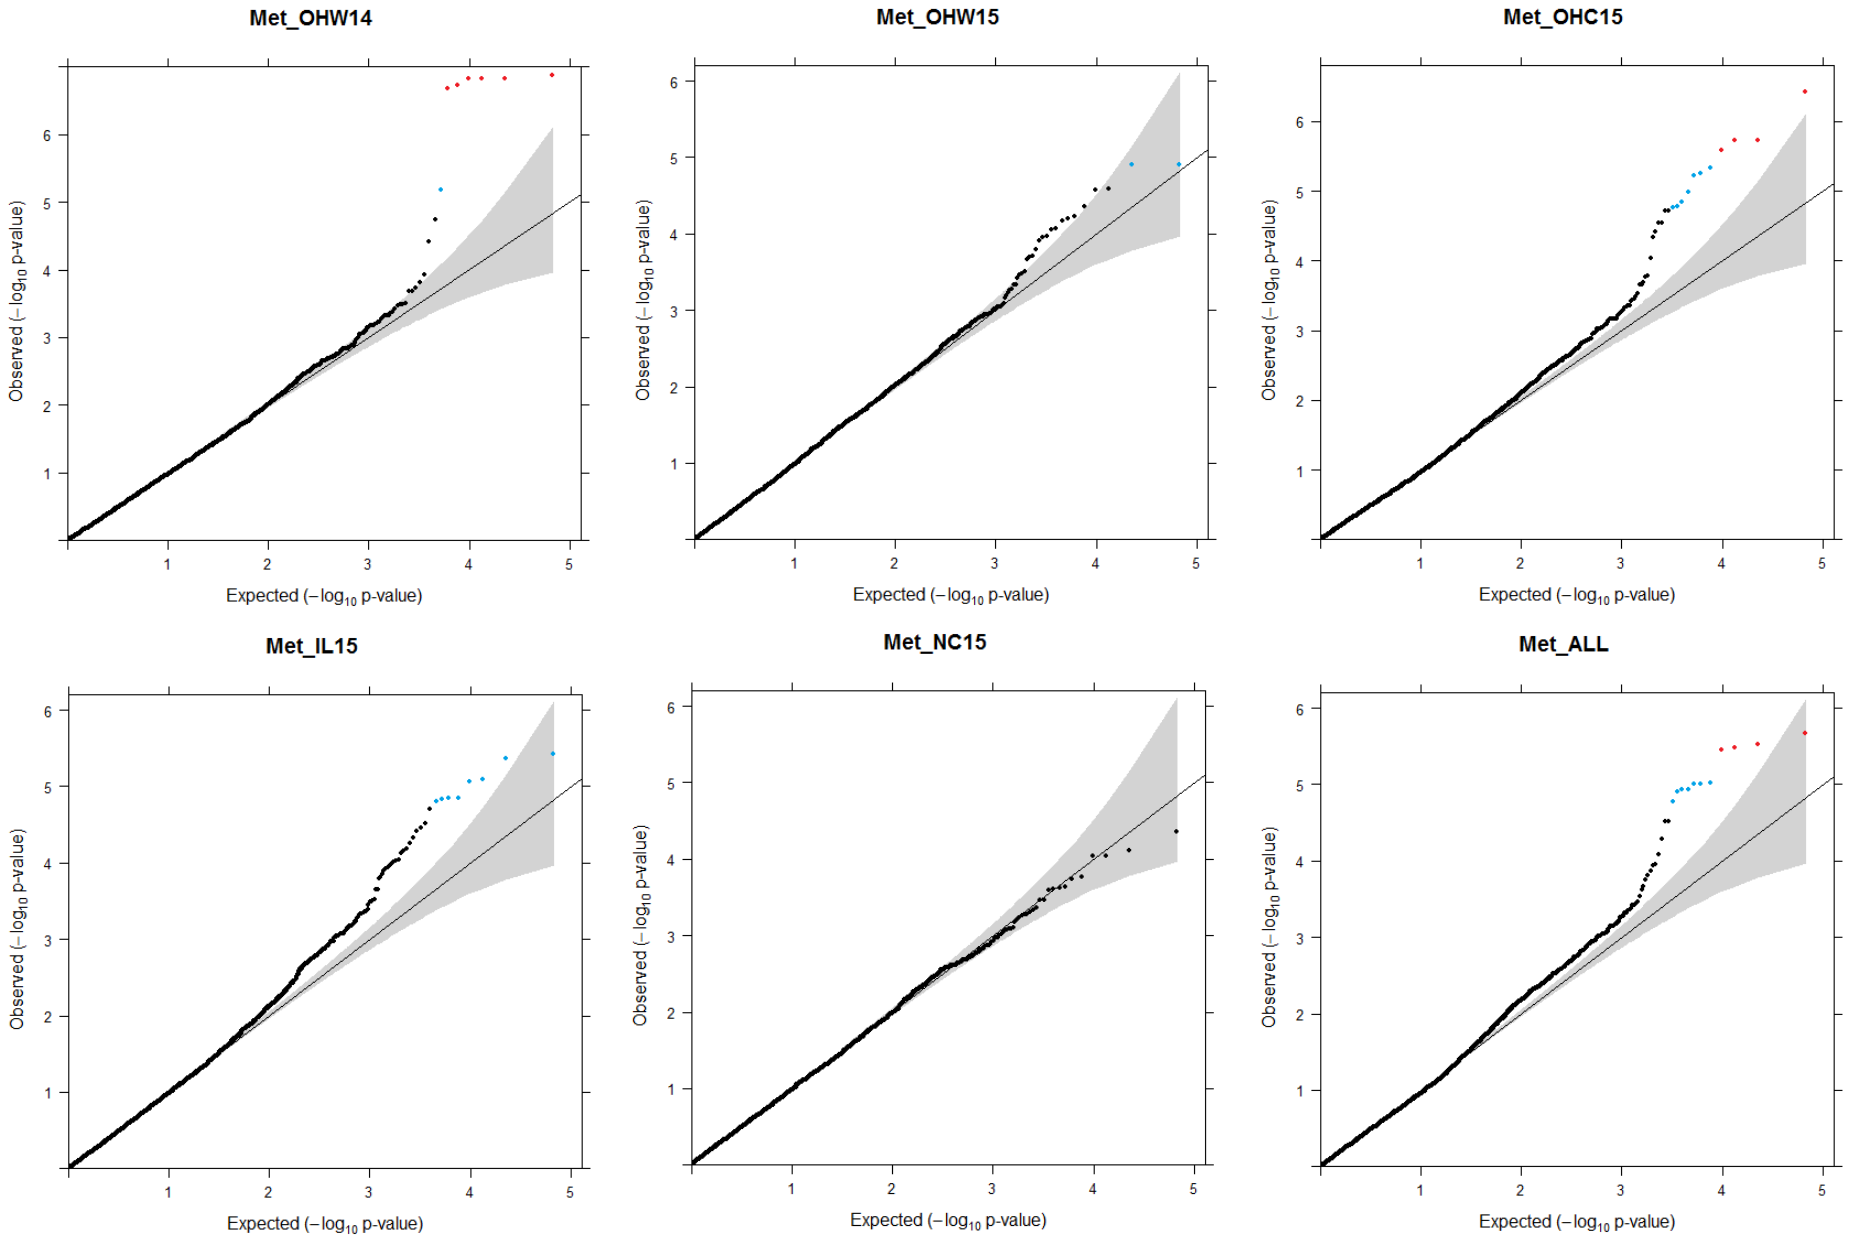 Met_OHW14
Met_OHW15
Met_OHC15
Observed (−log10 p-value)
6
5
4
3
2
1
1 2 3 4 5
Expected (−log10 p-value)
Observed (−log10 p-value)
6
5
4
3
2
1
1 2 3 4 5
Expected (−log10 p-value)
Observed (−log10 p-value)
6
5
4
3
2
1
1 2 3 4 5
Expected (−log10 p-value)
Met_IL15
Met_NC15
Met_ALL
Observed (−log10 p-value)
6
5
4
3
2
1
1 2 3 4 5
Expected (−log10 p-value)
Observed (−log10 p-value)
6
5
4
3
2
1
1 2 3 4 5
Expected (−log10 p-value)
Observed (−log10 p-value)
6
5
4
3
2
1
1 2 3 4 5
Expected (−log10 p-value)